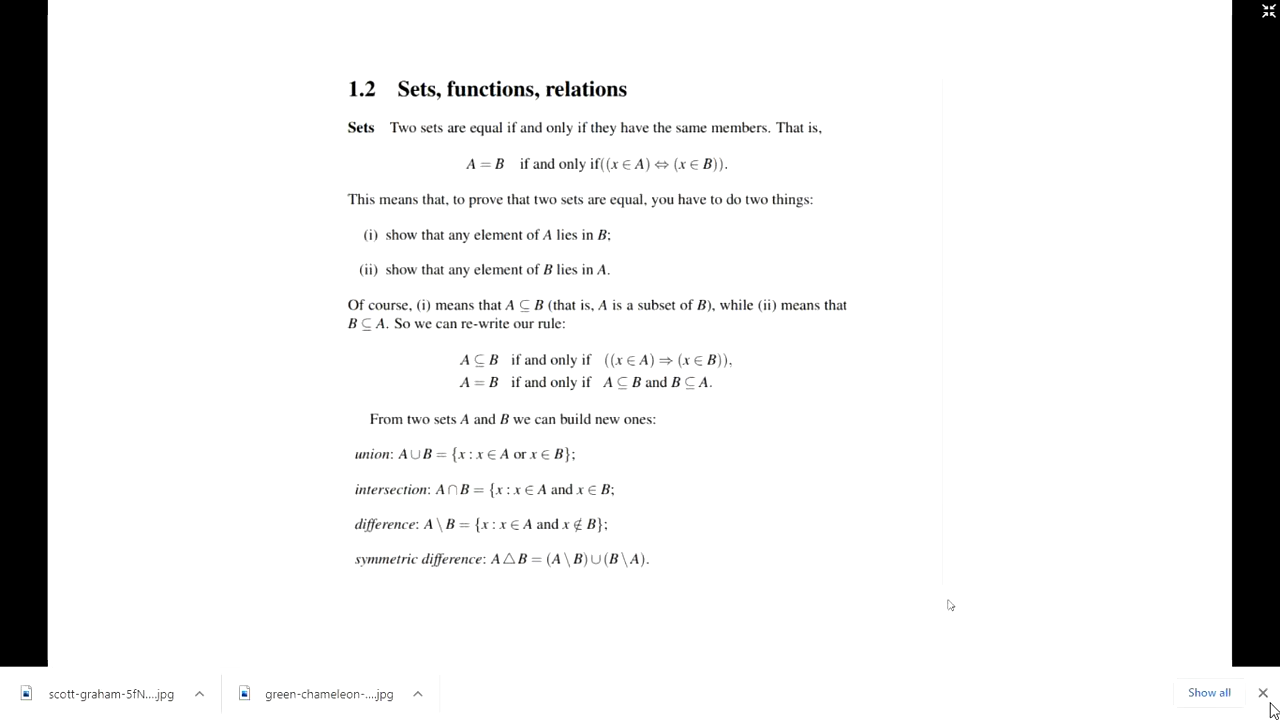 1.2 Sets, functions, relations
Sets Two sets are equal if and only if they have the same members. That is,
A = B if and only if((x ∈ A) ⇔ (x ∈ B)).
This means that, to prove that two sets are equal, you have to do two things:
(i) show that any element of A lies in B;
(ii) show that any element of B lies in A.
Of course, (i) means that A ⊆ B (that is, A is a subset of B), while (ii) means that
B ⊆ A. So we can re-write our rule:
A ⊆ B if and only if ((x ∈ A) ⇒ (x ∈ B)),
A = B if and only if A ⊆ B and B ⊆ A.
From two sets A and B we can build new ones:
union: A ∪ B = {x : x ∈ A or x ∈ B};
intersection: A ∩ B = {x : x ∈ A and x ∈ B;
difference: A \ B = {x : x ∈ A and x ∉ B};
symmetric difference: A △ B = (A \ B) ∪ (B \ A).
scott-graham-5fN....jpg green-chameleon-....jpg Show all